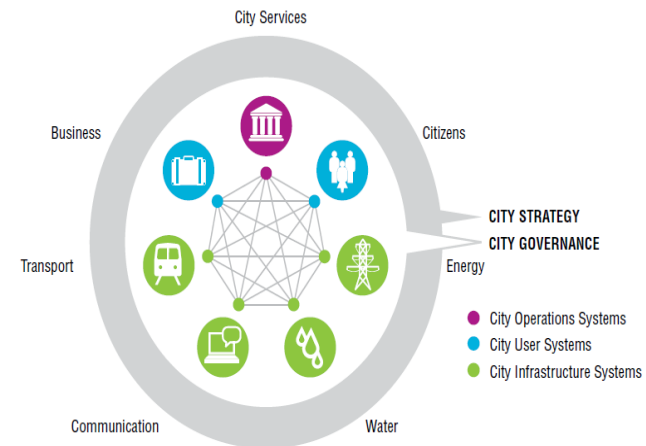 City Services
Business
Citizens
CITY STRATEGY
CITY GOVERNANCE
Transport
Energy
City Operations Systems
City User Systems
City Infrastructure Systems
Communication
Water